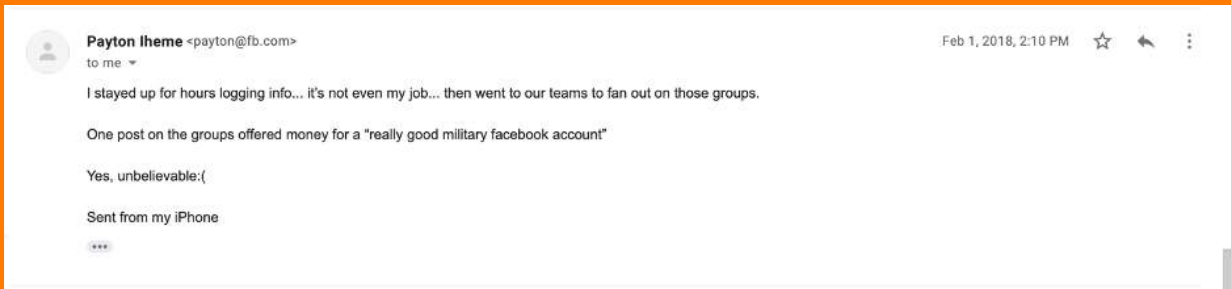 Payton Iheme <payton@fb.com>
Feb 1, 2018, 2:10 PM
to me
I stayed up for hours logging info... it's not even my job... then went to our teams to fan out on those groups.
One post on the groups offered money for a "really good military facebook account"
Yes, unbelievable:(
Sent from my iPhone